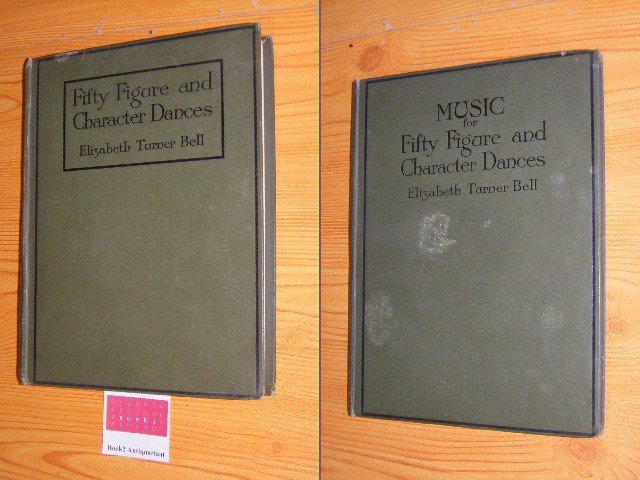 Fifty Figure and
Character Dances
Elizabeth Turner Bell
Boek2 Antiquariaat
MUSIC
for
Fifty Figure and
Character Dances
Elizabeth Turner Bell